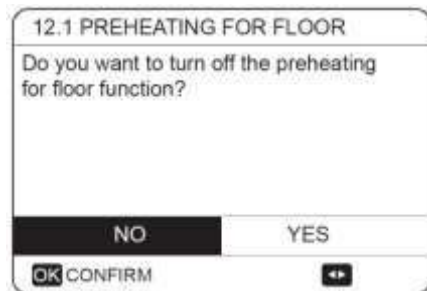 12.1 PREHEATING FOR FLOOR
Do you want to turn off the preheating
for floor function?
NO YES
OK CONFIRM